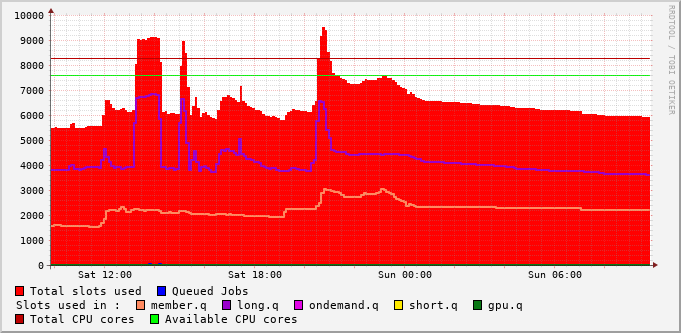 10000
9000
8000
7000
6000
5000
4000
3000
2000
1000
0
Sat 12:00 Sat 18:00 Sun 00:00 Sun 06:00
Total slots used Queued Jobs
Slots used in : member.q long.q ondemand.q short.q gpu.q
Total CPU cores Available CPU cores
RRDTOOL / TOBI OETIKER